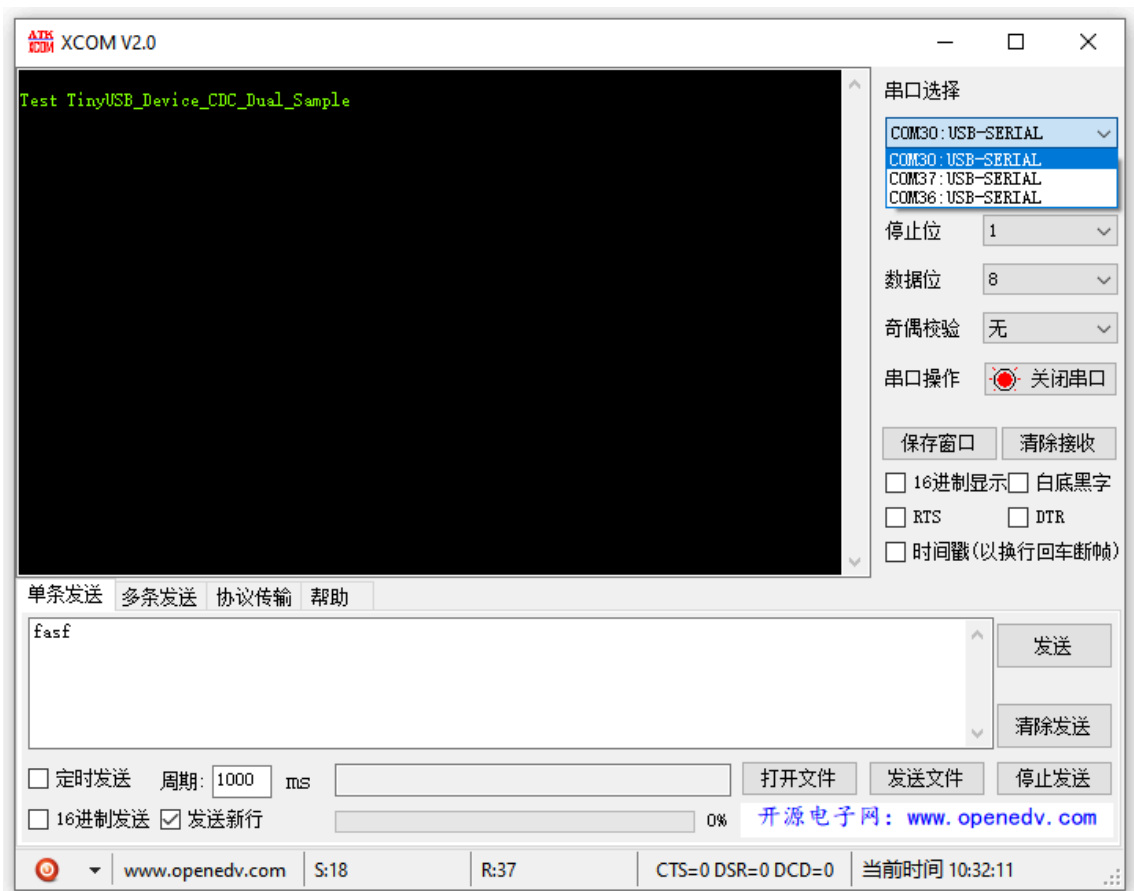 ATK
XCOM
XCOM V2.0
Test TinyUSB_Device_CDC_Dual_Sample
串口选择
COM30:USB-SERIAL
COM30:USB-SERIAL
COM37:USB-SERIAL
COM36:USB-SERIAL
停止位 1
数据位 8
奇偶校验 无
串口操作 关闭串口
保存窗口 清除接收
16进制显示 白底黑字
RTS DTR
时间戳(以换行回车断帧)
单条发送 多条发送 协议传输 帮助
fasf
发送
清除发送
定时发送 周期: 1000 ms 打开文件 发送文件 停止发送
16进制发送 发送新行 0% 开源电子网: www.openedv.com
www.openedv.com S:18 R:37 CTS=0 DSR=0 DCD=0 当前时间 10:32:11